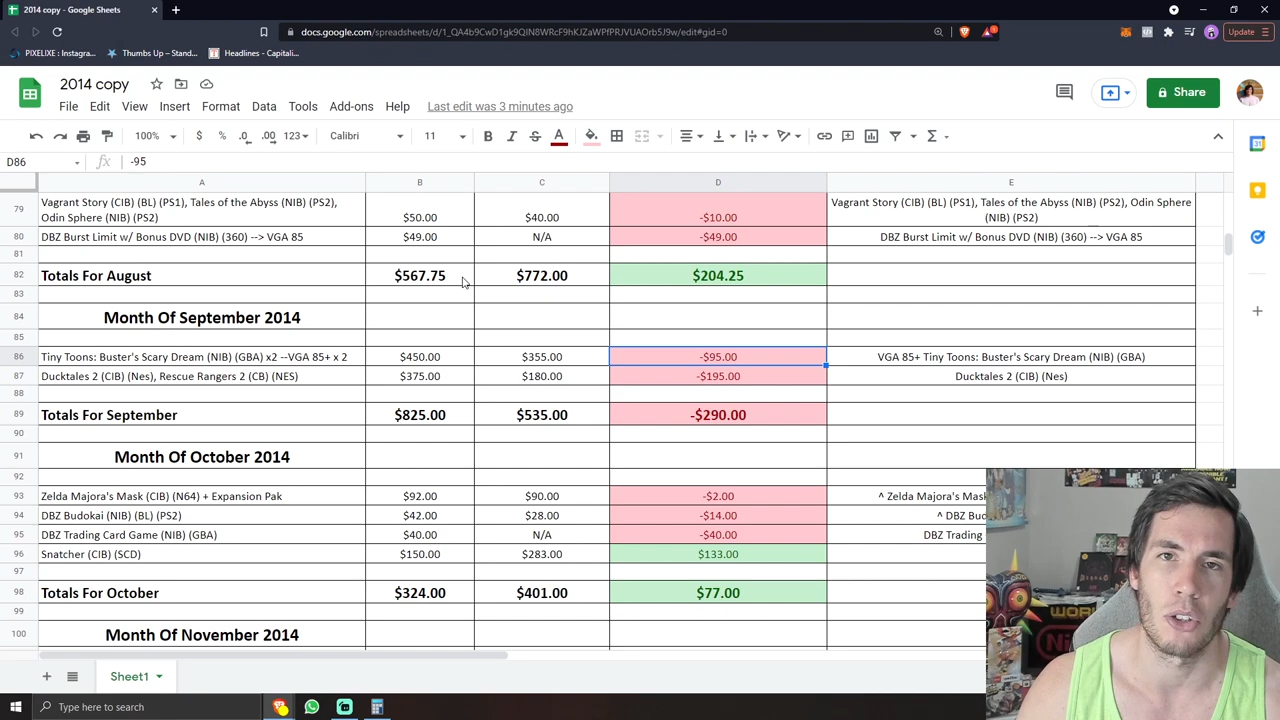 2014 copy - Google Sheets
docs.google.com/spreadsheets/d/1_QA4b9CwD1gk9QIN8WRcF9hKJZaWPfPRJVUAOrb5J9w/edit#gid=0
Update
PIXELIXE: Instagra...
Thumbs Up – Stand...
Headlines - Capitali...
2014 copy
File Edit View Insert Format Data Tools Add-ons Help Last edit was 3 minutes ago
Share
100% $ % .0 .00 123 Calibri 11 B I S A
D86 fx -95
A B C D E
79 Vagrant Story (CIB) (BL) (PS1), Tales of the Abyss (NIB) (PS2), Odin Sphere (NIB) (PS2) $50.00 $40.00 -$10.00 Vagrant Story (CIB) (BL) (PS1), Tales of the Abyss (NIB) (PS2), Odin Sphere (NIB) (PS2)
80 DBZ Burst Limit w/ Bonus DVD (NIB) (360) --> VGA 85 $49.00 N/A -$49.00 DBZ Burst Limit w/ Bonus DVD (NIB) (360) --> VGA 85
81
82 Totals For August $567.75 $772.00 $204.25
83
84 Month Of September 2014
85
86 Tiny Toons: Buster's Scary Dream (NIB) (GBA) x2 --VGA 85+ x 2 $450.00 $355.00 -$95.00 VGA 85+ Tiny Toons: Buster's Scary Dream (NIB) (GBA)
87 Ducktales 2 (CIB) (Nes), Rescue Rangers 2 (CB) (NES) $375.00 $180.00 -$195.00 Ducktales 2 (CIB) (Nes)
88
89 Totals For September $825.00 $535.00 -$290.00
90
91 Month Of October 2014
92
93 Zelda Majora's Mask (CIB) (N64) + Expansion Pak $92.00 $90.00 -$2.00 ^ Zelda Majora's Mas
94 DBZ Budokai (NIB) (BL) (PS2) $42.00 $28.00 -$14.00 ^ DBZ Bud
95 DBZ Trading Card Game (NIB) (GBA) $40.00 N/A -$40.00 DBZ Trading
96 Snatcher (CIB) (SCD) $150.00 $283.00 $133.00
97
98 Totals For October $324.00 $401.00 $77.00
99
100 Month Of November 2014
Sheet1
Type here to search